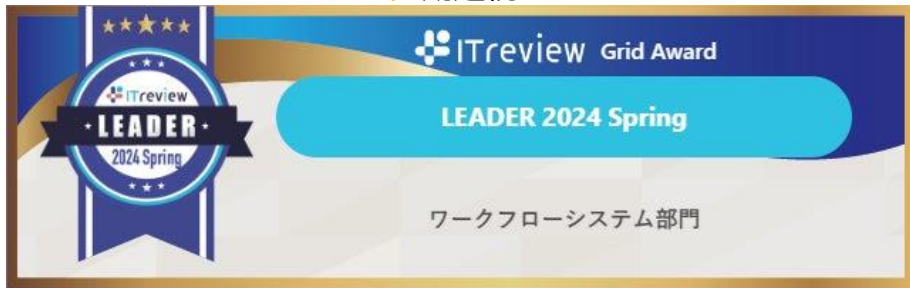 ITreview
LEADER
2024 Spring
ITreview Grid Award
LEADER 2024 Spring
ワークフローシステム部門